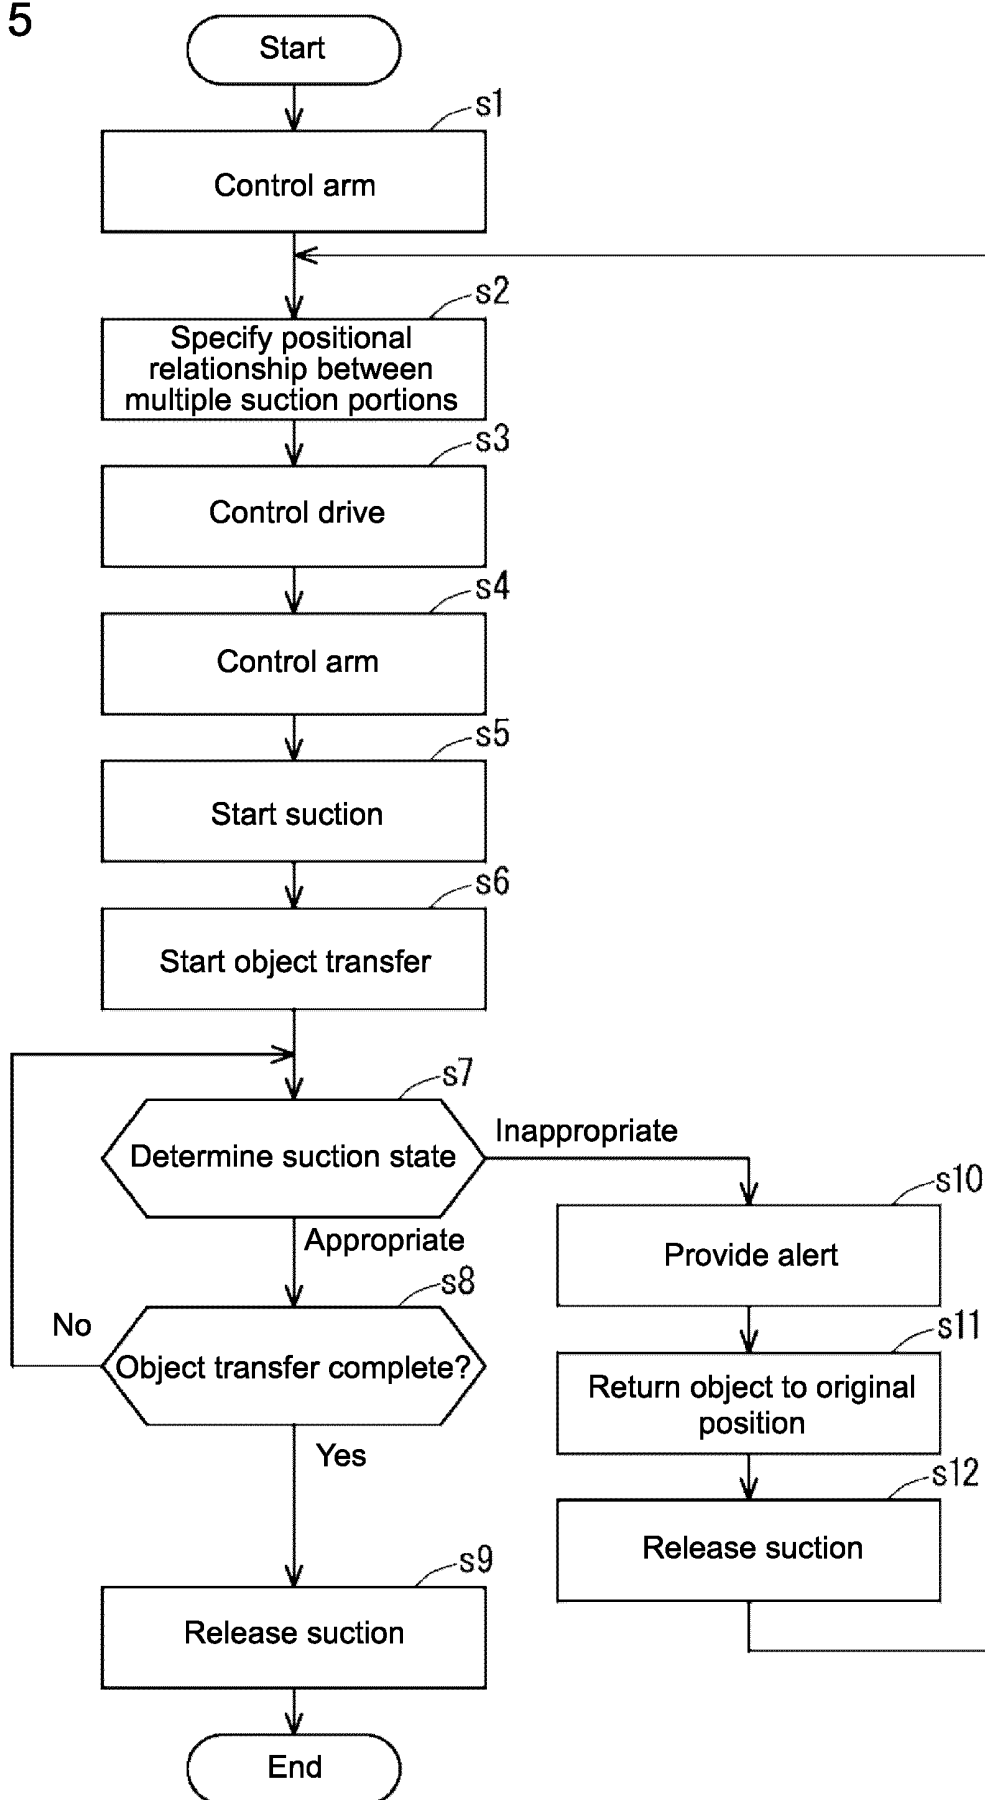 5
Start
s1
Control arm
s2
Specify positional
relationship between
multiple suction portions
s3
Control drive
s4
Control arm
s5
Start suction
s6
Start object transfer
s7
Determine suction state
Inappropriate
Appropriate
s8
Object transfer complete?
No
Yes
s9
Release suction
End
s10
Provide alert
s11
Return object to original
position
s12
Release suction